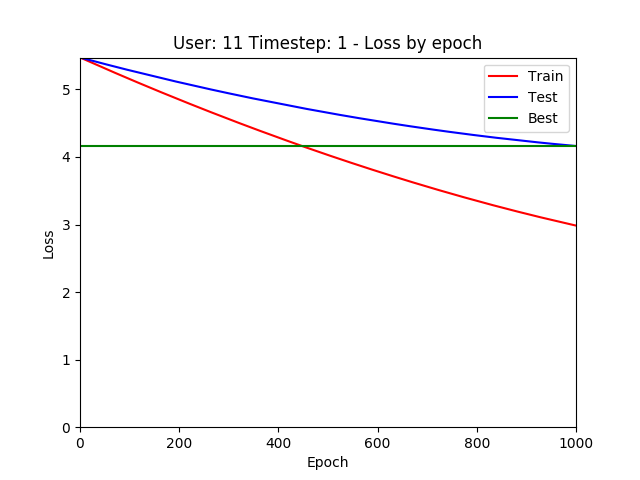 User: 11 Timestep: 1 - Loss by epoch
Train
Test
Best
Loss
5
4
3
2
1
0
0 200 400 600 800 1000
Epoch